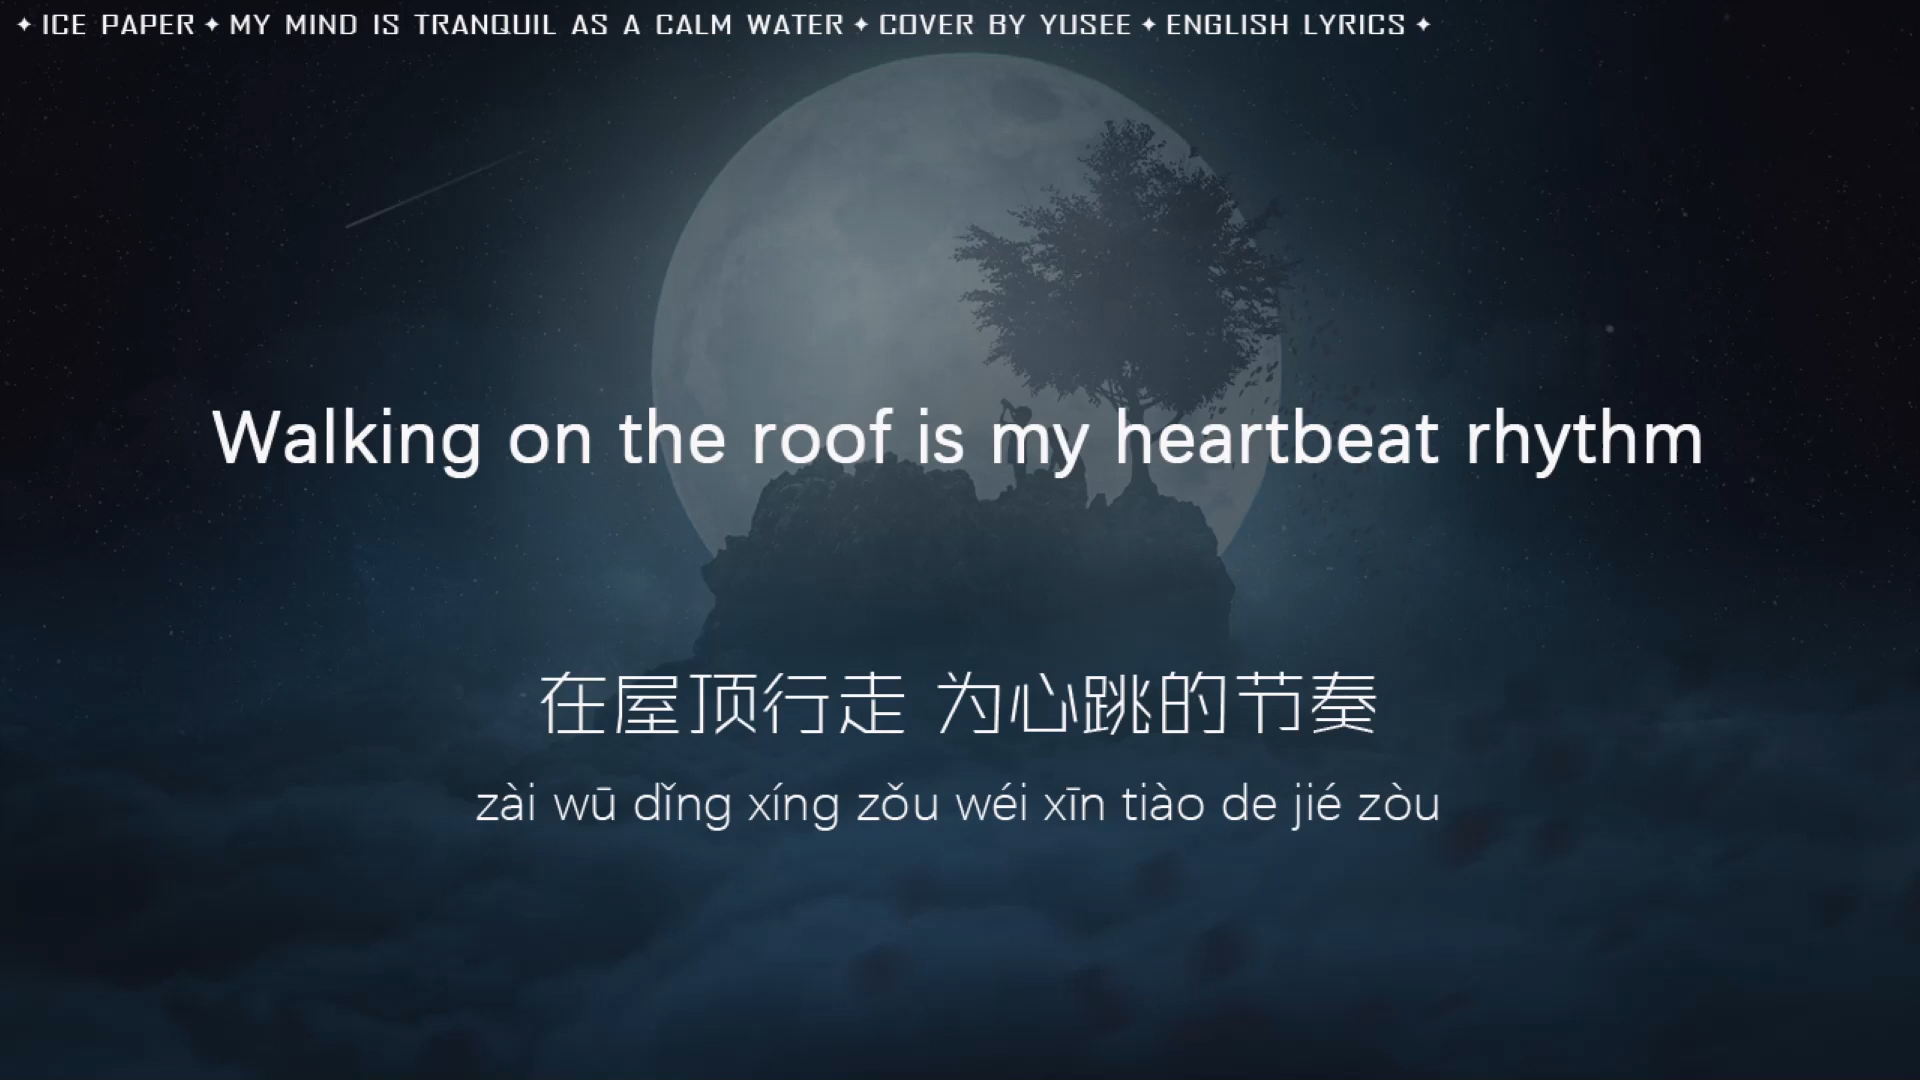 ✦ ICE PAPER ✦ MY MIND IS TRANQUIL AS A CALM WATER ✦ COVER BY YUSEE ✦ ENGLISH LYRICS ✦
Walking on the roof is my heartbeat rhythm
在屋顶行走 为心跳的节奏
zài wū dǐng xíng zǒu wéi xīn tiào de jié zòu